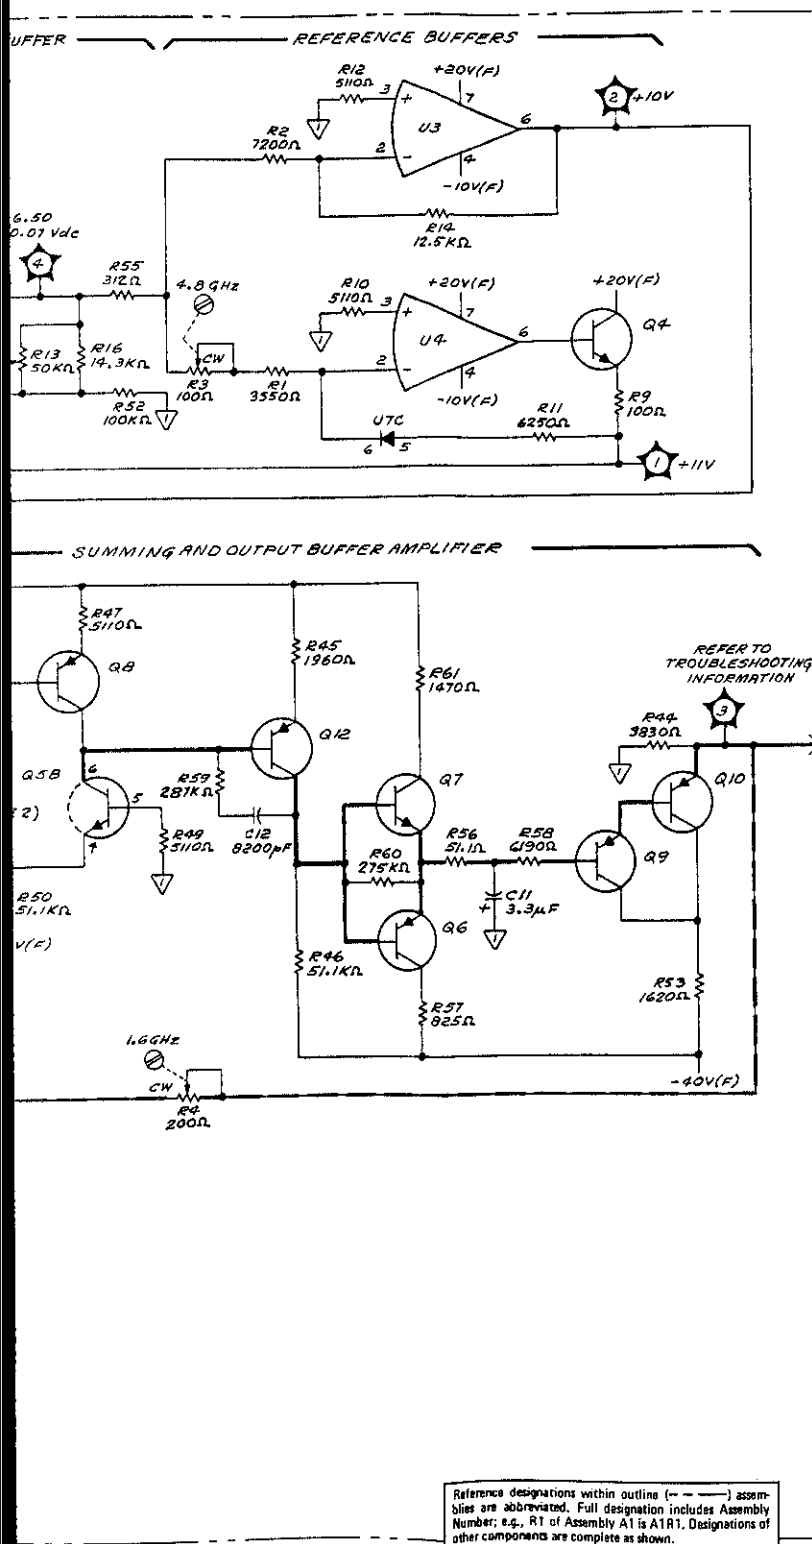 UFFER
REFERENCE BUFFERS
R12
5110Ω
+20V(F)
3
+
7
U3
6
2
+10V
R2
7200Ω
2
-
4
-10V(F)
R14
12.5KΩ
6.50
0.07 Vdc
4
R55
312Ω
4.8 GHz
R10
5110Ω
+20V(F)
3
+
7
U4
6
+20V(F)
Q4
R13
50KΩ
R16
14.3KΩ
CW
R3
100Ω
R1
3550Ω
2
-
4
-10V(F)
R9
100Ω
R52
100KΩ
U7C
6
5
R11
6250Ω
1
+11V
SUMMING AND OUTPUT BUFFER AMPLIFIER
R47
5110Ω
Q8
R45
1960Ω
R61
1470Ω
REFER TO
TROUBLESHOOTING
INFORMATION
3
R44
3830Ω
Q12
Q5B
6
5
4
2)
R59
287KΩ
C12
8200pF
Q7
Q10
R49
5110Ω
R60
275KΩ
R56
51.1Ω
R58
6190Ω
Q9
R50
51.1KΩ
V(F)
+
C11
3.3µF
Q6
R46
51.1KΩ
R57
825Ω
R53
1620Ω
1.6GHz
CW
R4
200Ω
-40V(F)
Reference designations within outline (— – – ——) assem-
blies are abbreviated. Full designation includes Assembly
Number; e.g., R1 of Assembly A1 is A1R1. Designations of
other components are complete as shown.